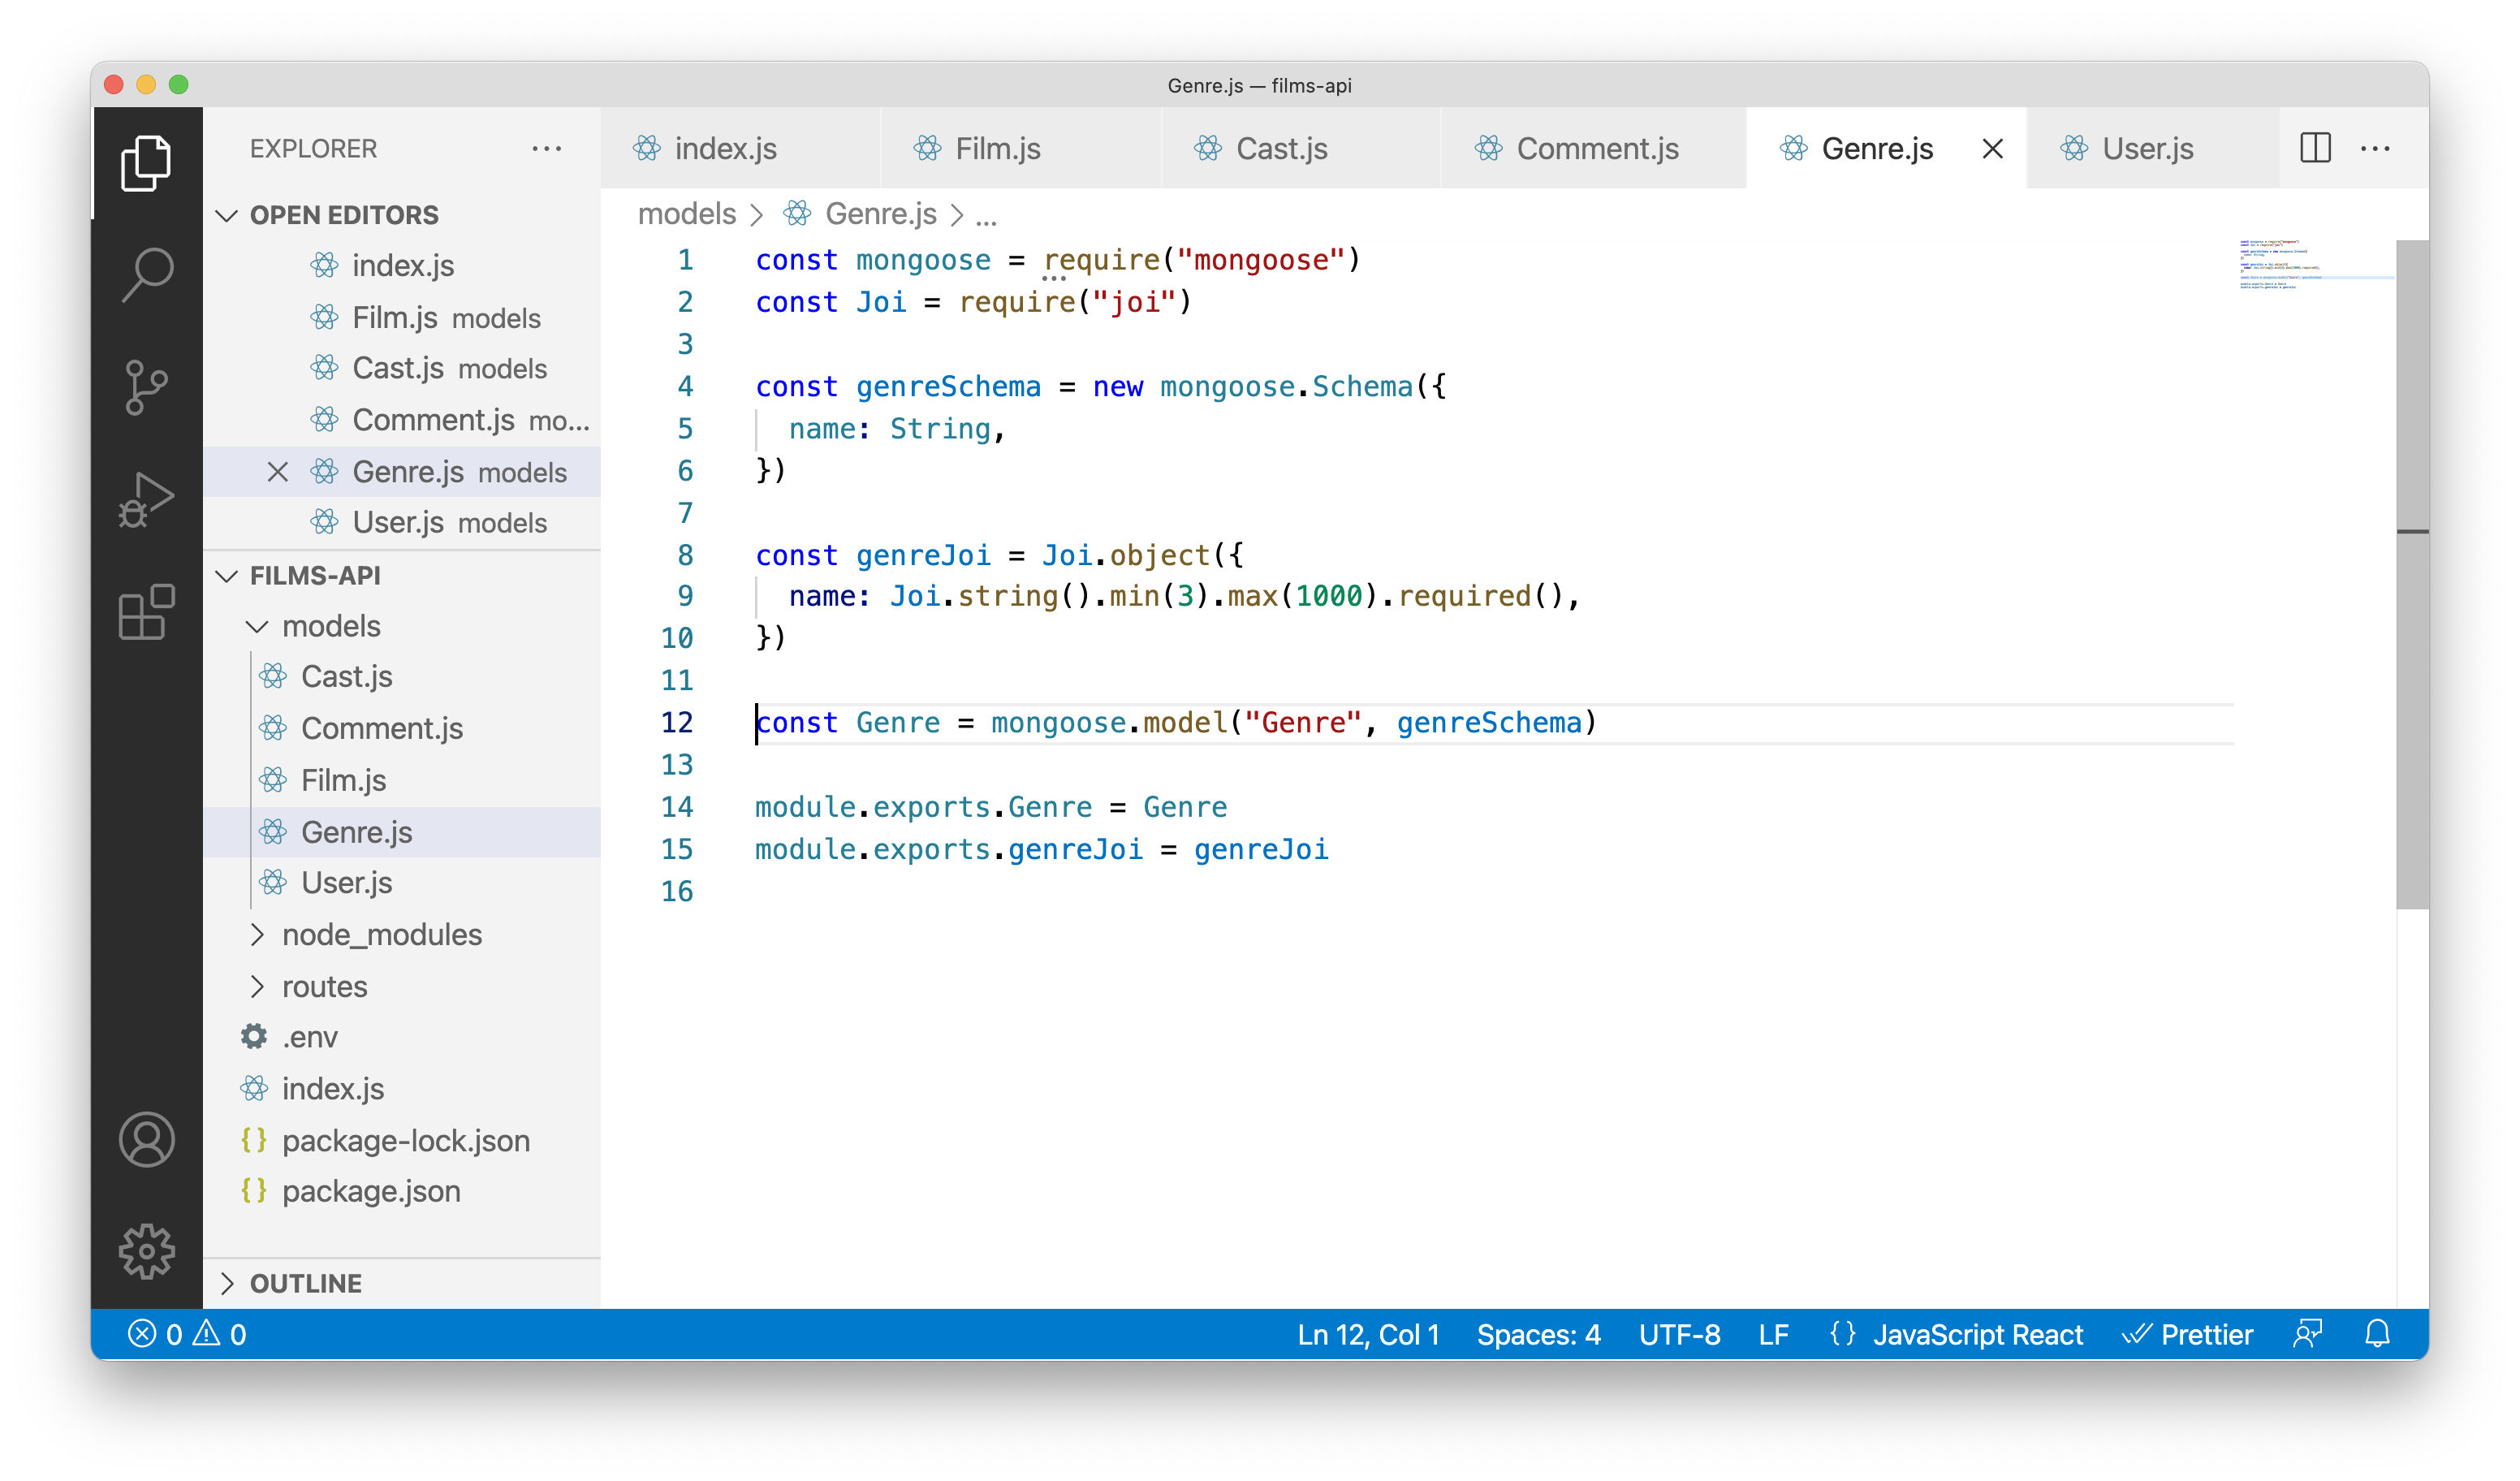 Genre.js — films-api
EXPLORER
OPEN EDITORS
index.js
Film.js models
Cast.js models
Comment.js mo...
Genre.js models
User.js models
FILMS-API
models
Cast.js
Comment.js
Film.js
Genre.js
User.js
node_modules
routes
.env
index.js
package-lock.json
package.json
OUTLINE
index.js Film.js Cast.js Comment.js Genre.js User.js
models > Genre.js > ...
1 const mongoose = require("mongoose")
2 const Joi = require("joi")
3
4 const genreSchema = new mongoose.Schema({
5 name: String,
6 })
7
8 const genreJoi = Joi.object({
9 name: Joi.string().min(3).max(1000).required(),
10 })
11
12 const Genre = mongoose.model("Genre", genreSchema)
13
14 module.exports.Genre = Genre
15 module.exports.genreJoi = genreJoi
16
0 0 Ln 12, Col 1 Spaces: 4 UTF-8 LF {} JavaScript React Prettier